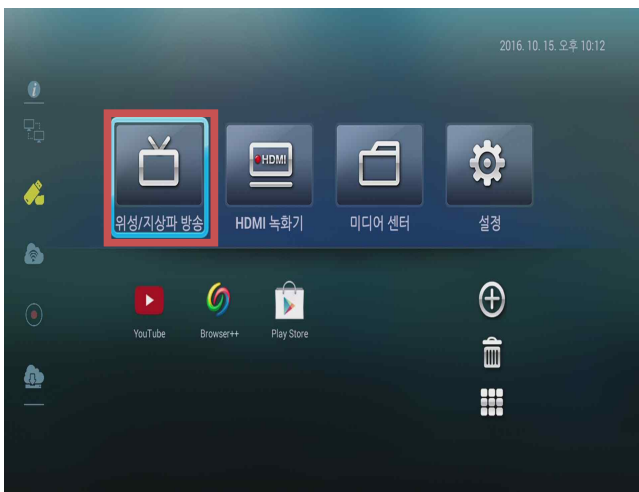 2016. 10. 15. 오후 10:12
HDMI
위성/지상파 방송
HDMI 녹화기
미디어 센터
설정
YouTube
Browser++
Play Store